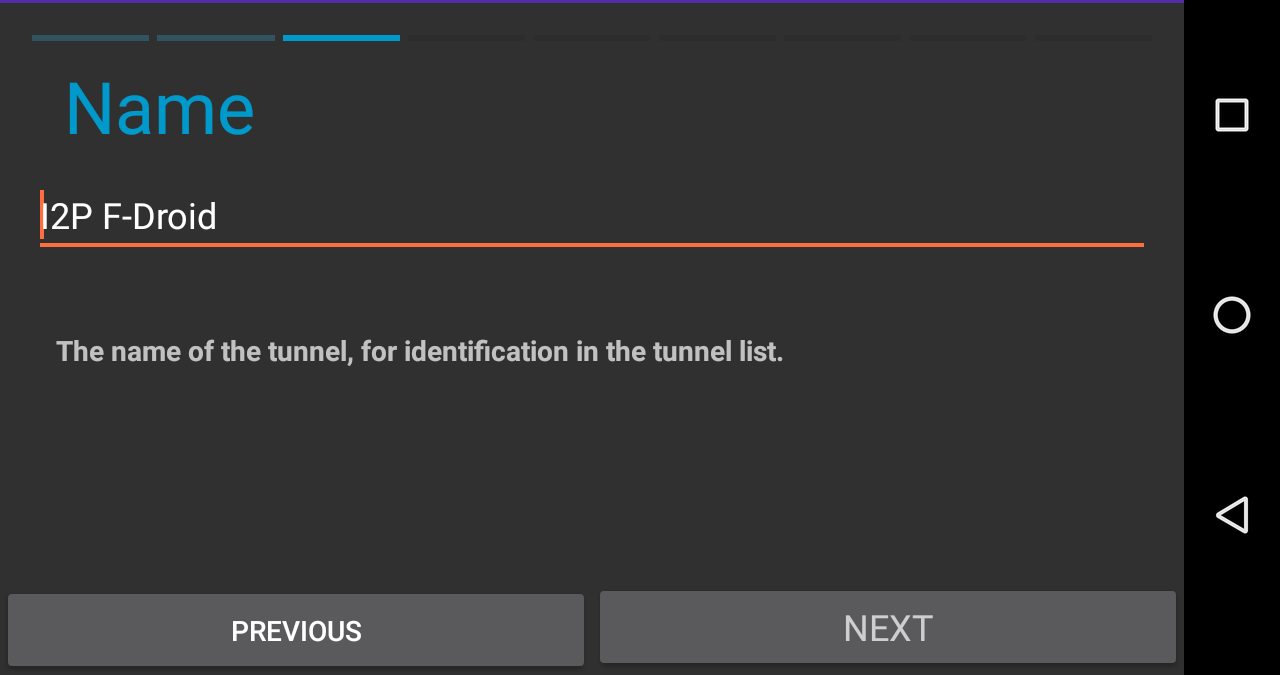 Name
I2P F-Droid
The name of the tunnel, for identification in the tunnel list.
PREVIOUS
NEXT